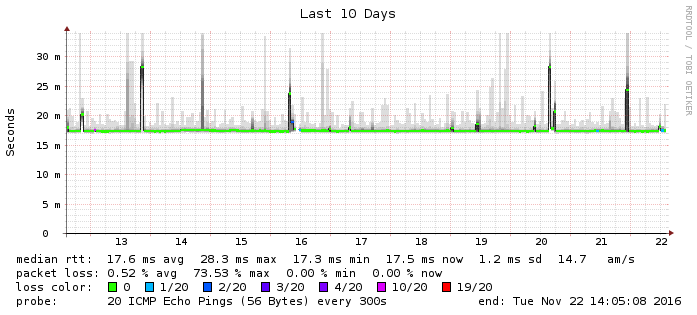 Last 10 Days
RRDTOOL / TOBI OETIKER
Seconds
30 m
25 m
20 m
15 m
10 m
5 m
0
13 14 15 16 17 18 19 20 21 22
median rtt: 17.6 ms avg 28.3 ms max 17.3 ms min 17.5 ms now 1.2 ms sd 14.7 am/s
packet loss: 0.52 % avg 73.53 % max 0.00 % min 0.00 % now
loss color: 0 1/20 2/20 3/20 4/20 10/20 19/20
probe: 20 ICMP Echo Pings (56 Bytes) every 300s end: Tue Nov 22 14:05:08 2016